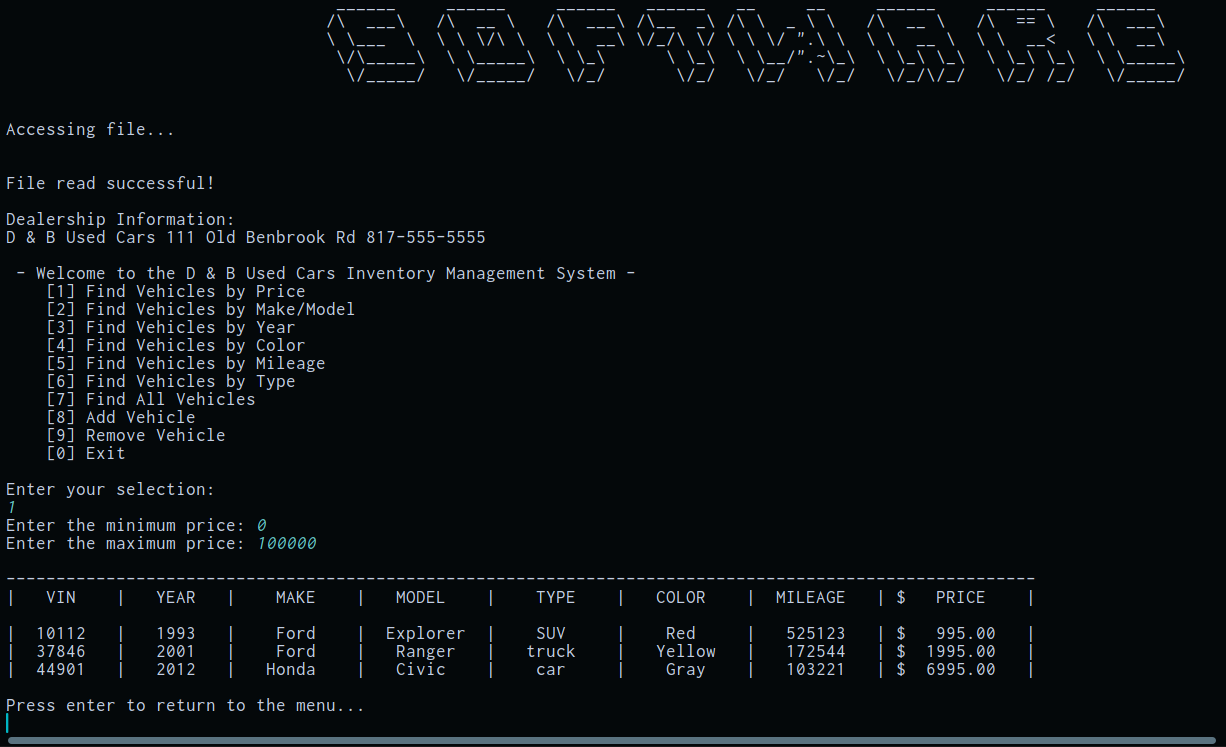 SOFTWARE
Accessing file...
File read successful!
Dealership Information:
D & B Used Cars 111 Old Benbrook Rd 817-555-5555
- Welcome to the D & B Used Cars Inventory Management System -
[1] Find Vehicles by Price
[2] Find Vehicles by Make/Model
[3] Find Vehicles by Year
[4] Find Vehicles by Color
[5] Find Vehicles by Mileage
[6] Find Vehicles by Type
[7] Find All Vehicles
[8] Add Vehicle
[9] Remove Vehicle
[0] Exit
Enter your selection:
1
Enter the minimum price: 0
Enter the maximum price: 100000
-------------------------------------------------------------------------------------------------------
| VIN | YEAR | MAKE | MODEL | TYPE | COLOR | MILEAGE | $ PRICE |
| 10112 | 1993 | Ford | Explorer | SUV | Red | 525123 | $ 995.00 |
| 37846 | 2001 | Ford | Ranger | truck | Yellow | 172544 | $ 1995.00 |
| 44901 | 2012 | Honda | Civic | car | Gray | 103221 | $ 6995.00 |
Press enter to return to the menu...